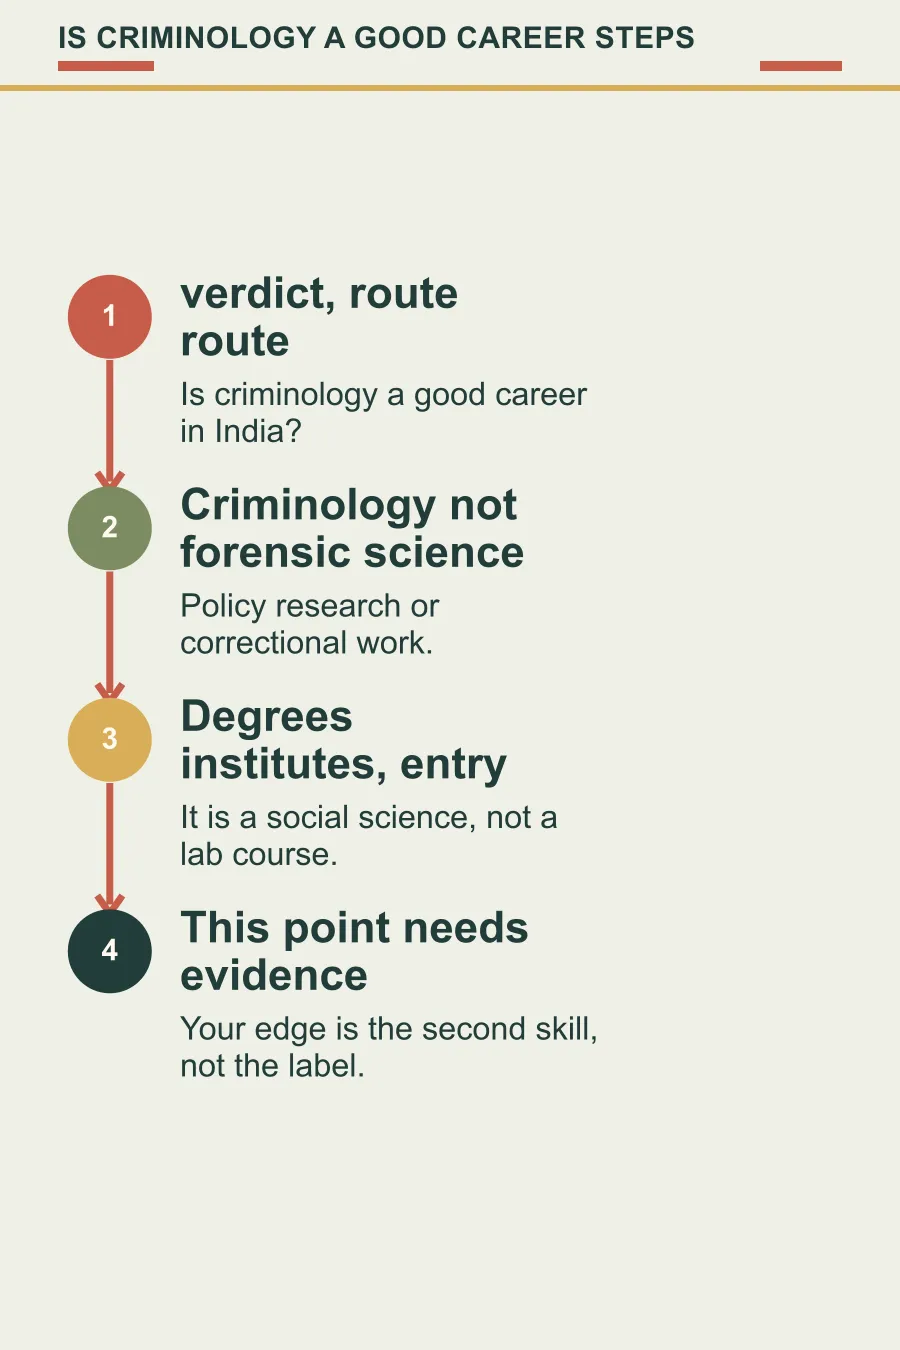 IS CRIMINOLOGY A GOOD CAREER STEPS
1
verdict, route
route
Is criminology a good career
in India?
2
Criminology not
forensic science
Policy research or
correctional work.
3
Degrees
institutes, entry
It is a social science, not a
lab course.
4
This point needs
evidence
Your edge is the second skill,
not the label.